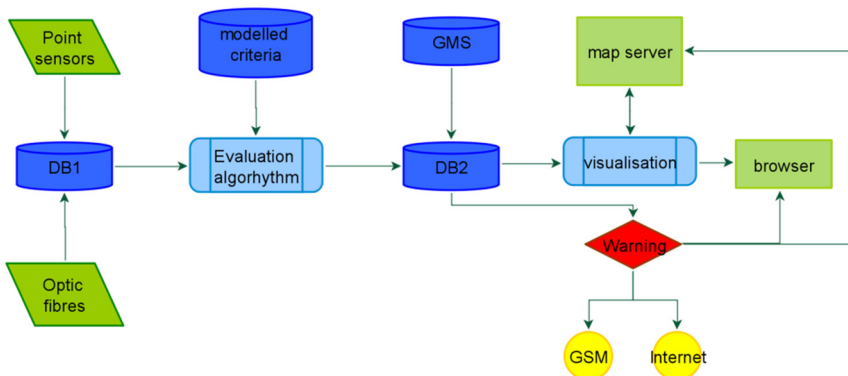 Point
sensors
modelled
criteria
GMS
map server
DB1
Evaluation
algorhythm
DB2
visualisation
browser
Warning
Optic
fibres
GSM
Internet